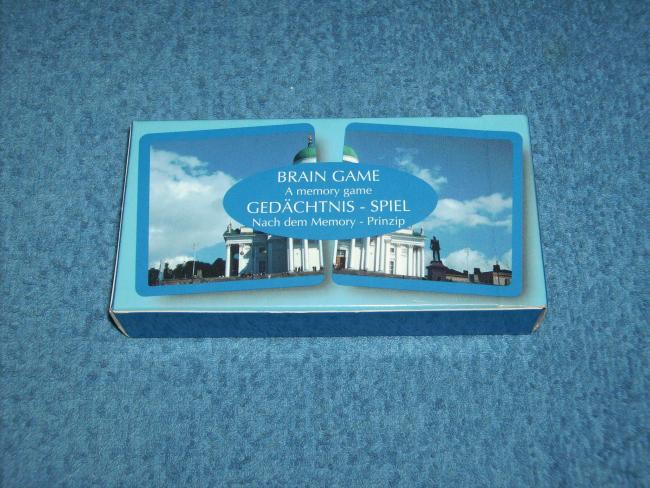 BRAIN GAME
A memory game
GEDÄCHTNIS - SPIEL
Nach dem Memory - Prinzip